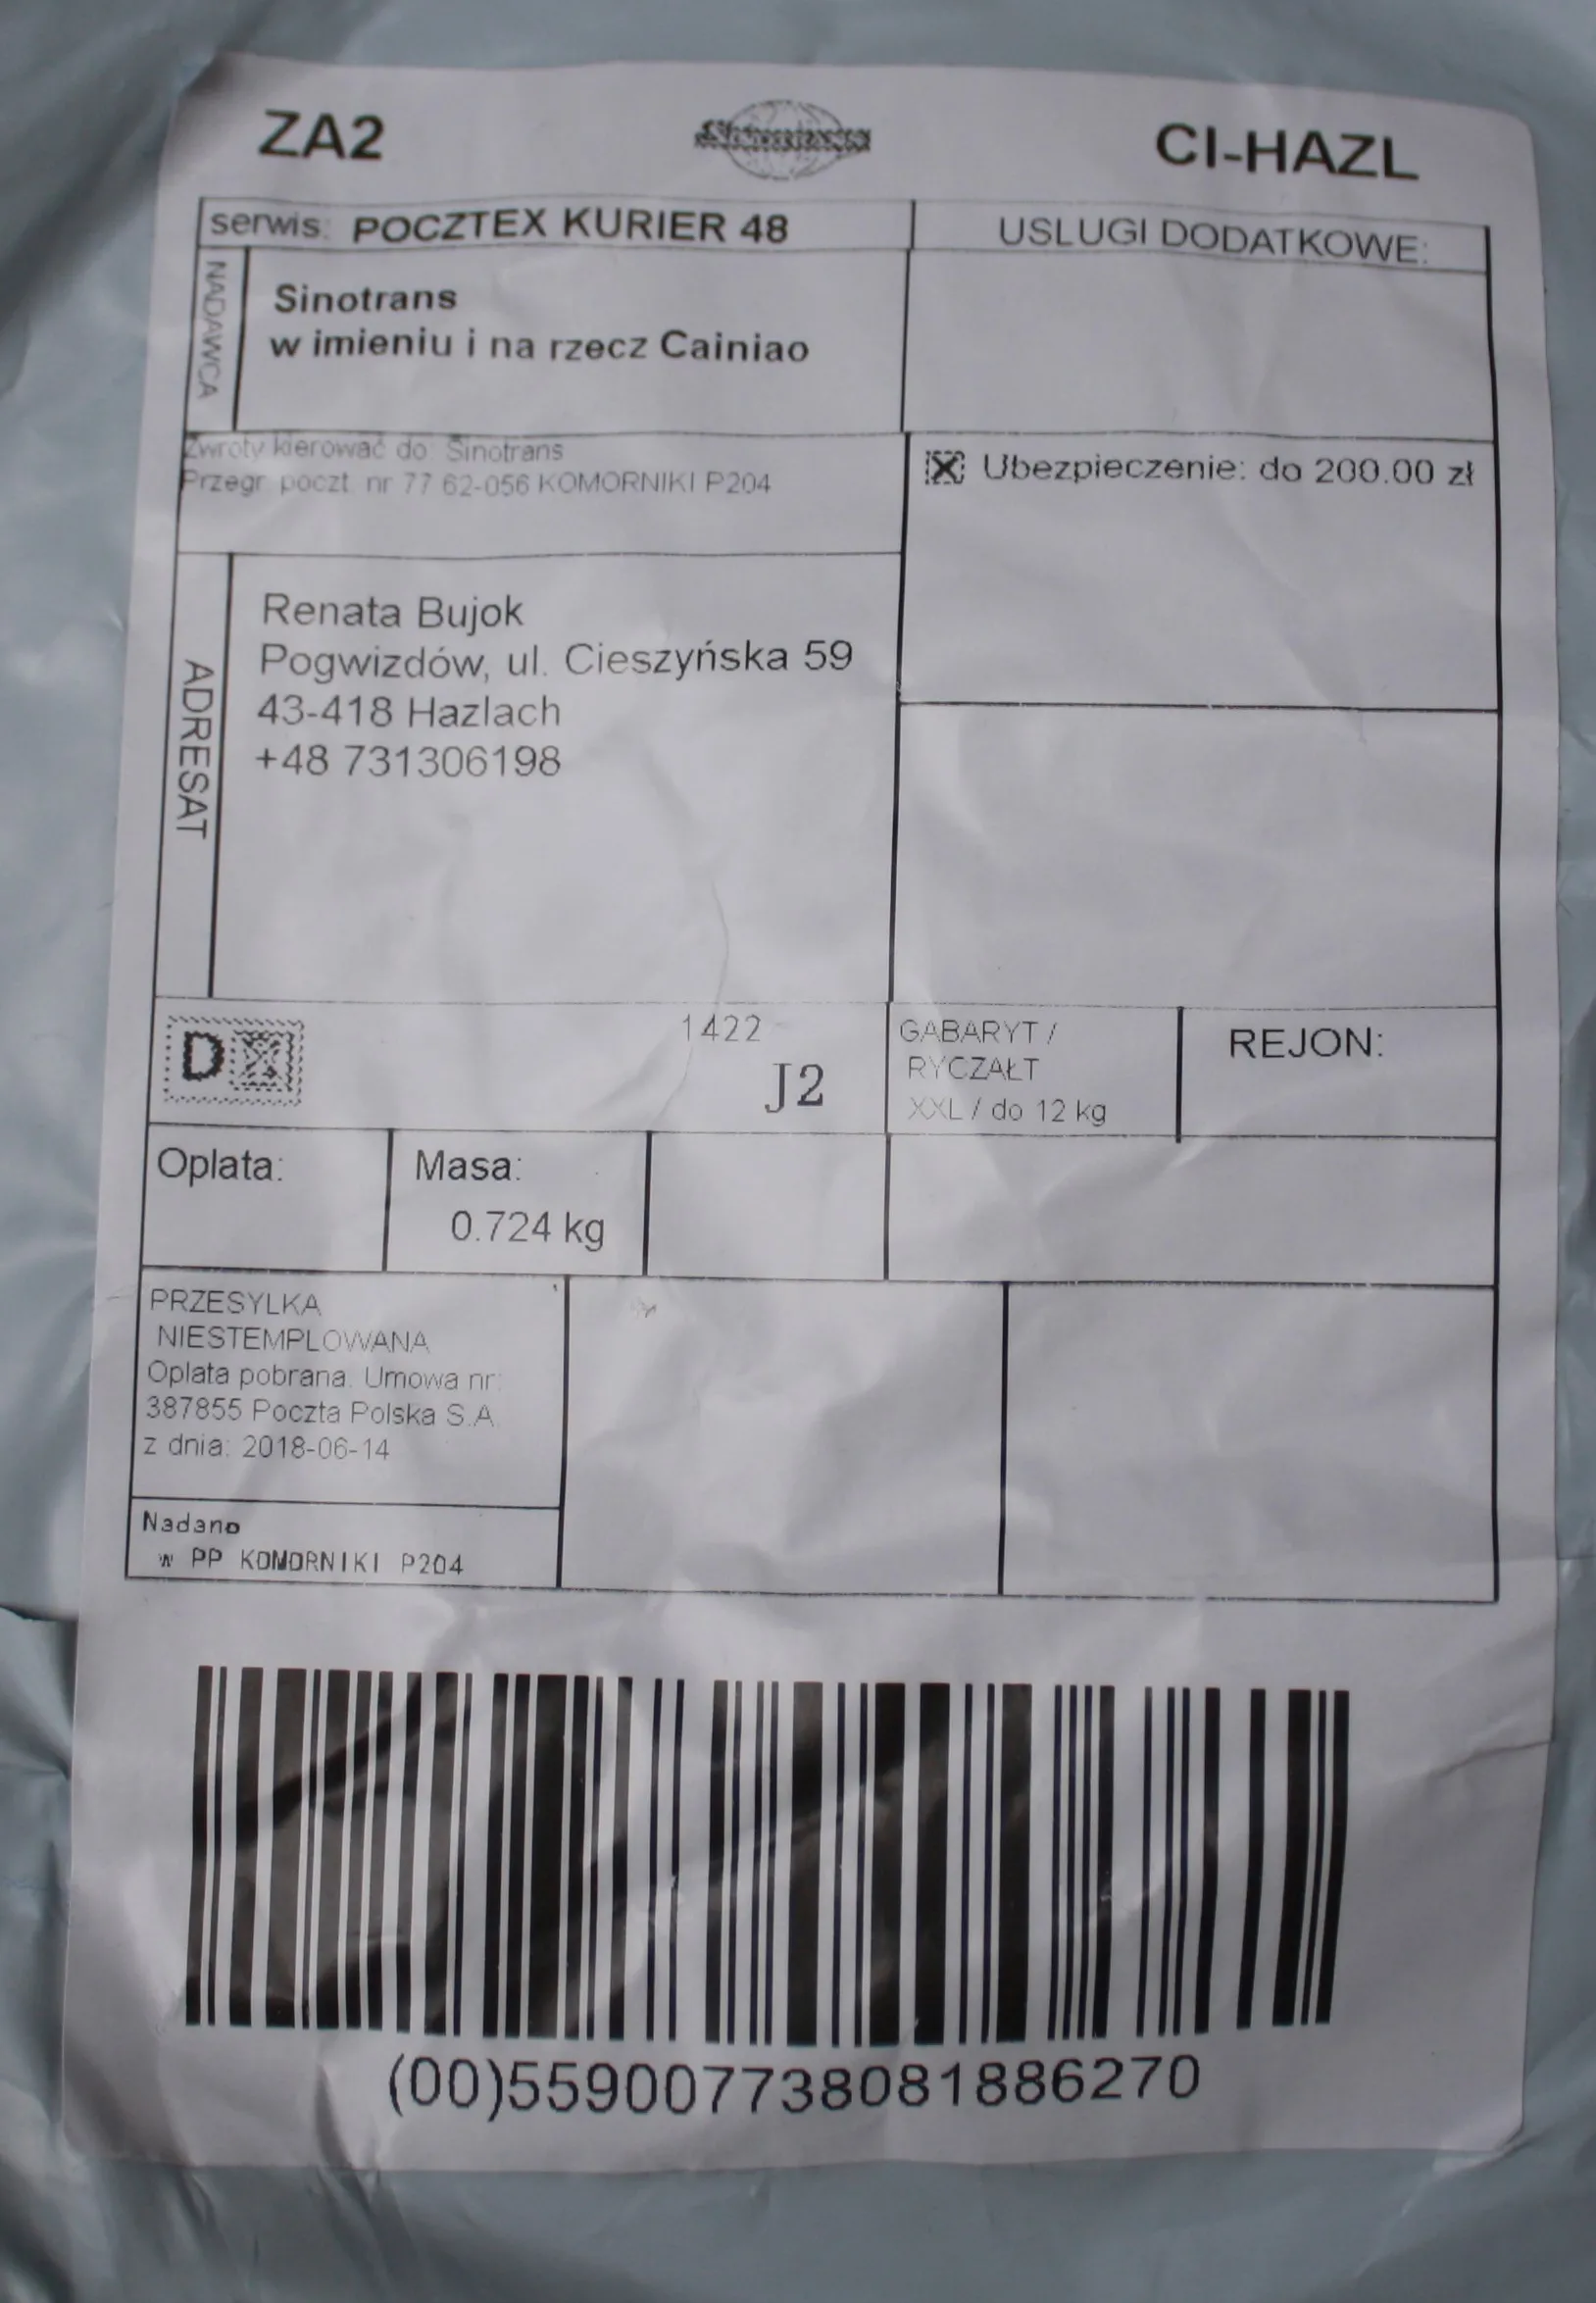 ZA2
Sinotrans
CI-HAZL
serwis: POCZTEX KURIER 48
USLUGI DODATKOWE:
NADAWCA
Sinotrans
w imieniu i na rzecz Cainiao
Zwroty kierować do: Sinotrans
Przegr. poczt. nr 77 62-056 KOMORNIKI P204
Ubezpieczenie: do 200.00 zł
ADRESAT
Renata Bujok
Pogwizdów, ul. Cieszyńska 59
43-418 Hazlach
+48 731306198
D
1422
J2
GABARYT /
RYCZAŁT
XXL / do 12 kg
REJON:
Oplata:
Masa:
0.724 kg
PRZESYLKA
NIESTEMPLOWANA
Oplata pobrana. Umowa nr:
387855 Poczta Polska S.A.
z dnia: 2018-06-14
Nadano
w PP KOMORNIKI P204
(00)559007738081886270